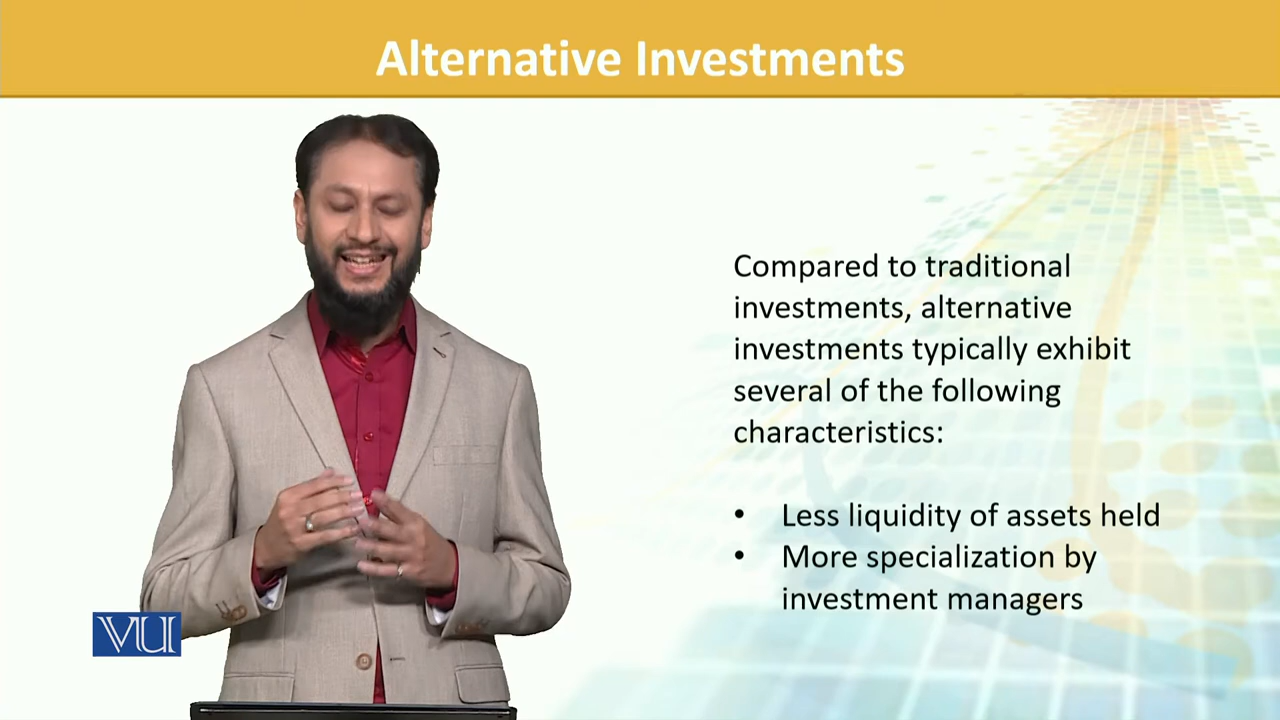 Alternative Investments
Compared to traditional
investments, alternative
investments typically exhibit
several of the following
characteristics:
• Less liquidity of assets held
• More specialization by
investment managers
VU